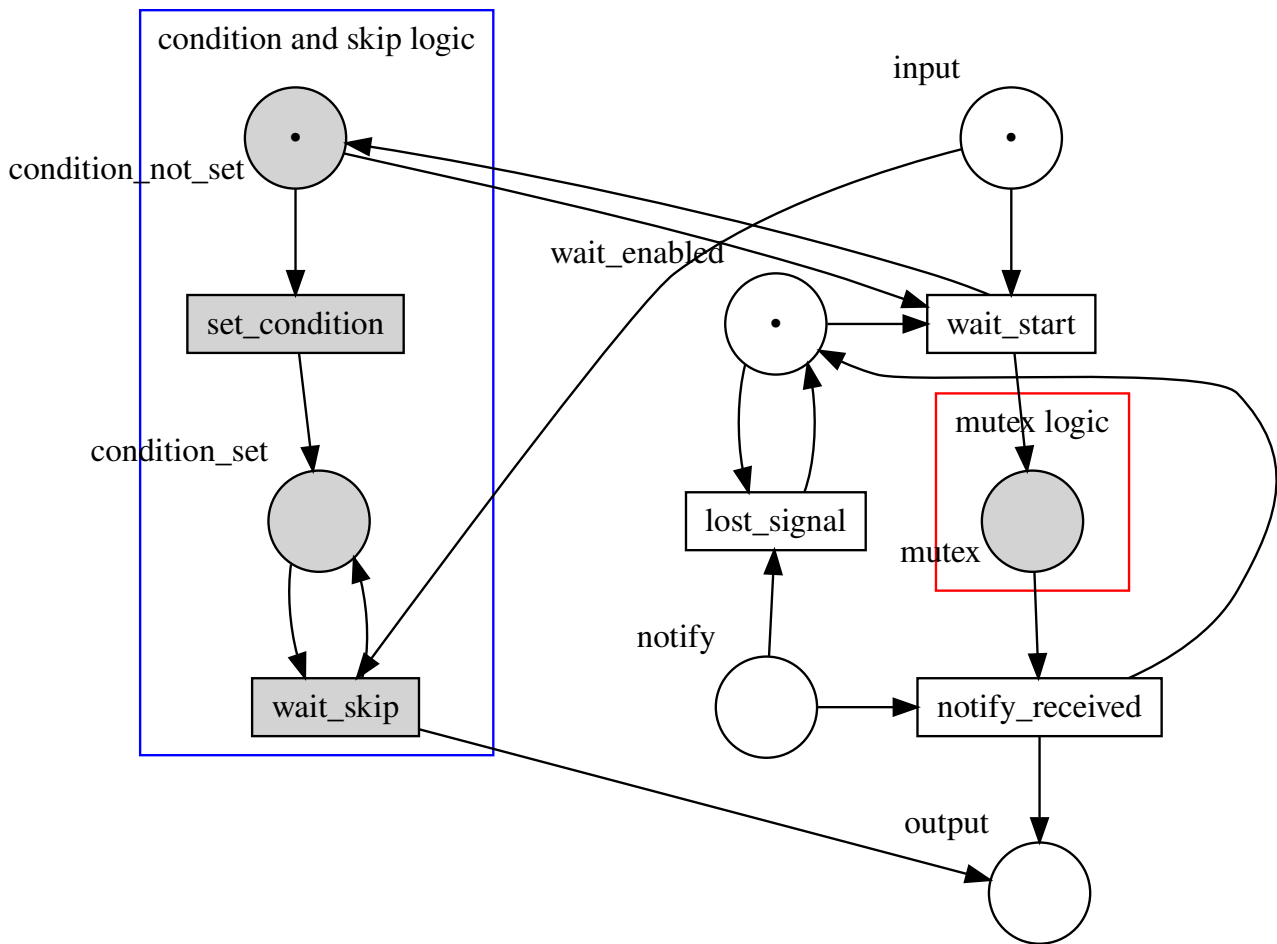 condition and skip logic
input
condition_not_set
wait_enabled
set_condition
wait_start
mutex logic
condition_set
lost_signal
mutex
notify
wait_skip
notify_received
output